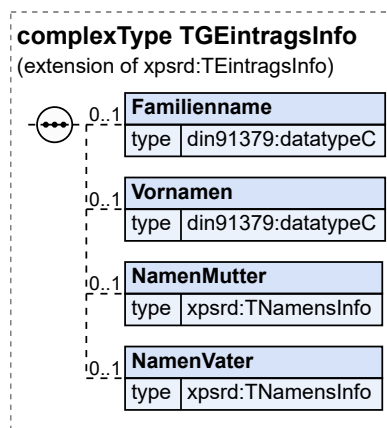 complexType TGEintragsInfo
(extension of xpsrd:TEintragsInfo)
0..1 Familienname
type din91379:datatypeC
0..1 Vornamen
type din91379:datatypeC
0..1 NamenMutter
type xpsrd:TNamensInfo
0..1 NamenVater
type xpsrd:TNamensInfo